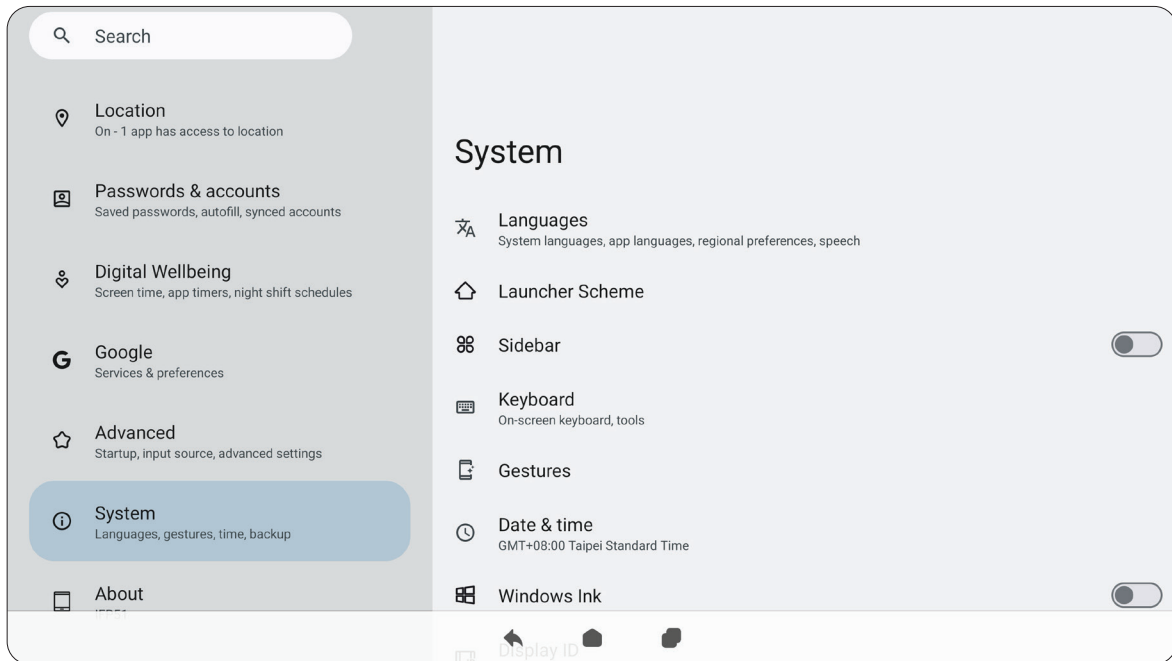 Search
Location
On - 1 app has access to location
Passwords & accounts
Saved passwords, autofill, synced accounts
Digital Wellbeing
Screen time, app timers, night shift schedules
Google
Services & preferences
Advanced
Startup, input source, advanced settings
System
Languages, gestures, time, backup
About
IFP51
System
Languages
System languages, app languages, regional preferences, speech
Launcher Scheme
Sidebar
Keyboard
On-screen keyboard, tools
Gestures
Date & time
GMT+08:00 Taipei Standard Time
Windows Ink
Display ID